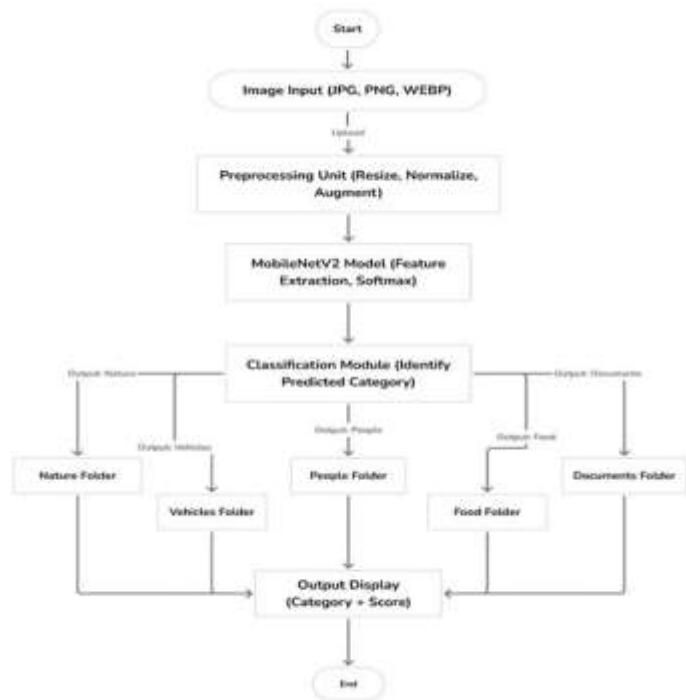 Start
Image Input (JPG, PNG, WEBP)
Upload
Preprocessing Unit (Resize, Normalize,
Augment)
MobileNetV2 Model (Feature
Extraction, Softmax)
Classification Module (Identify
Predicted Category)
Output: Nature
Output: Documents
Output: People
Output: Food
Output: Vehicles
Nature Folder
People Folder
Documents Folder
Vehicles Folder
Food Folder
Output Display
(Category + Score)
End